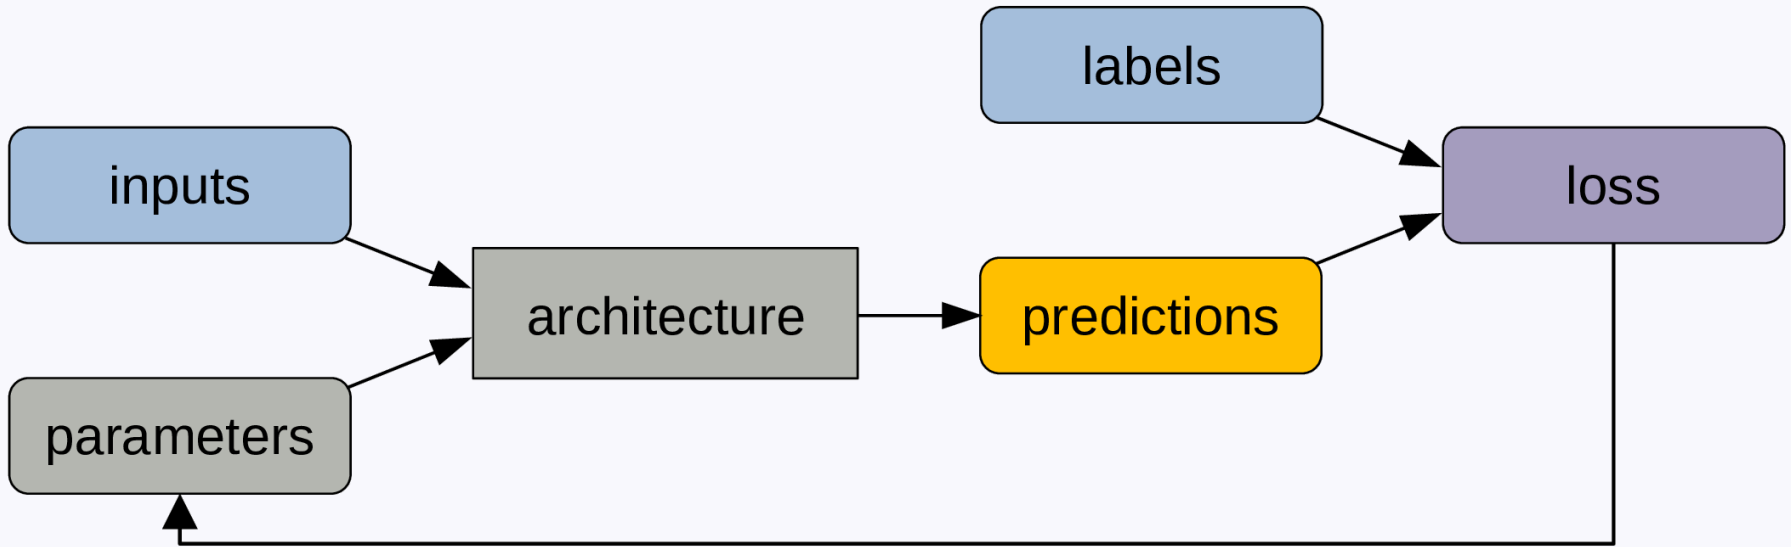 labels
inputs
loss
architecture
predictions
parameters